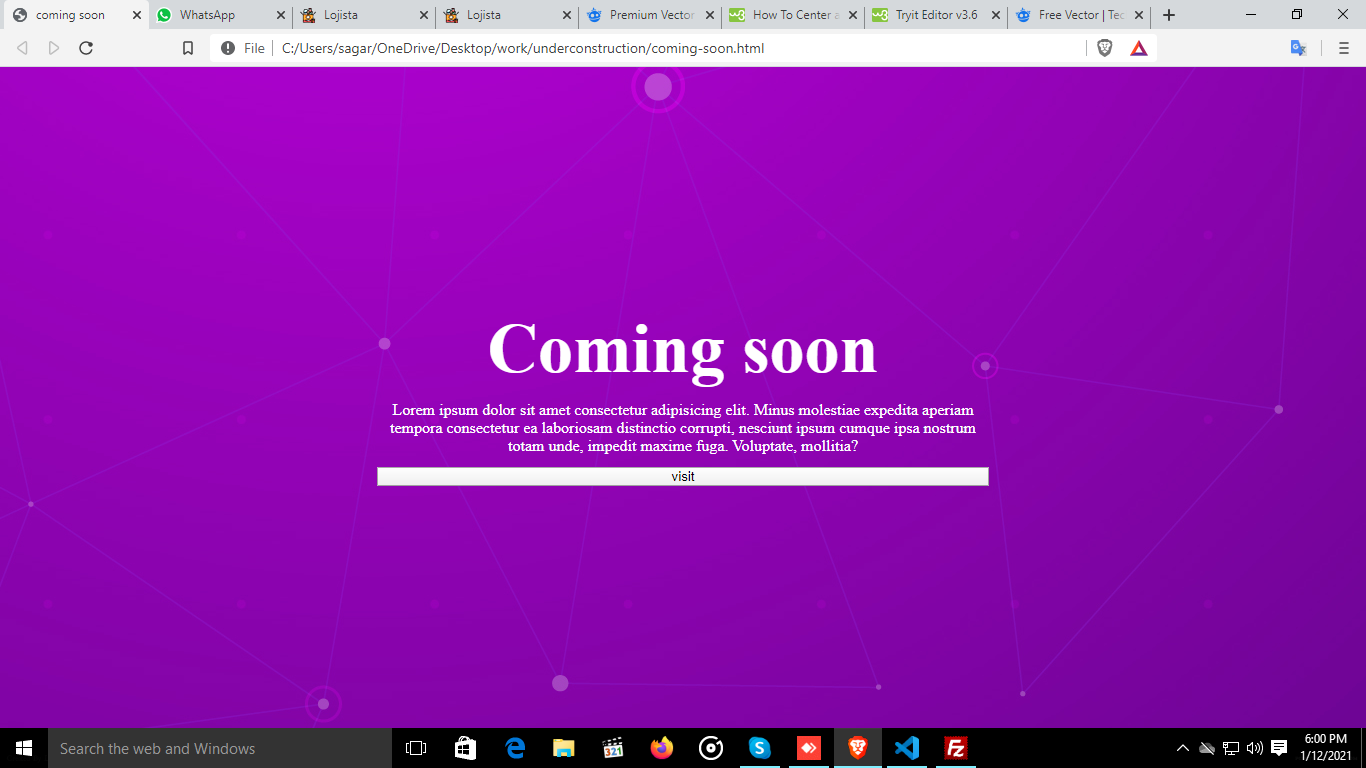 coming soon
WhatsApp
Lojista
Lojista
Premium Vector
How To Center a
Tryit Editor v3.6
Free Vector | Tec
File
C:/Users/sagar/OneDrive/Desktop/work/underconstruction/coming-soon.html
Coming soon
Lorem ipsum dolor sit amet consectetur adipisicing elit. Minus molestiae expedita aperiam
tempora consectetur ea laboriosam distinctio corrupti, nesciunt ipsum cumque ipsa nostrum
totam unde, impedit maxime fuga. Voluptate, mollitia?
visit
Search the web and Windows
6:00 PM
1/12/2021